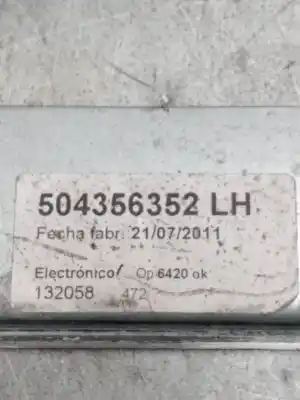 504356352 LH
Fecha fabr. 21/07/2011
Electrónico/ Op 6420 ok
132058 472